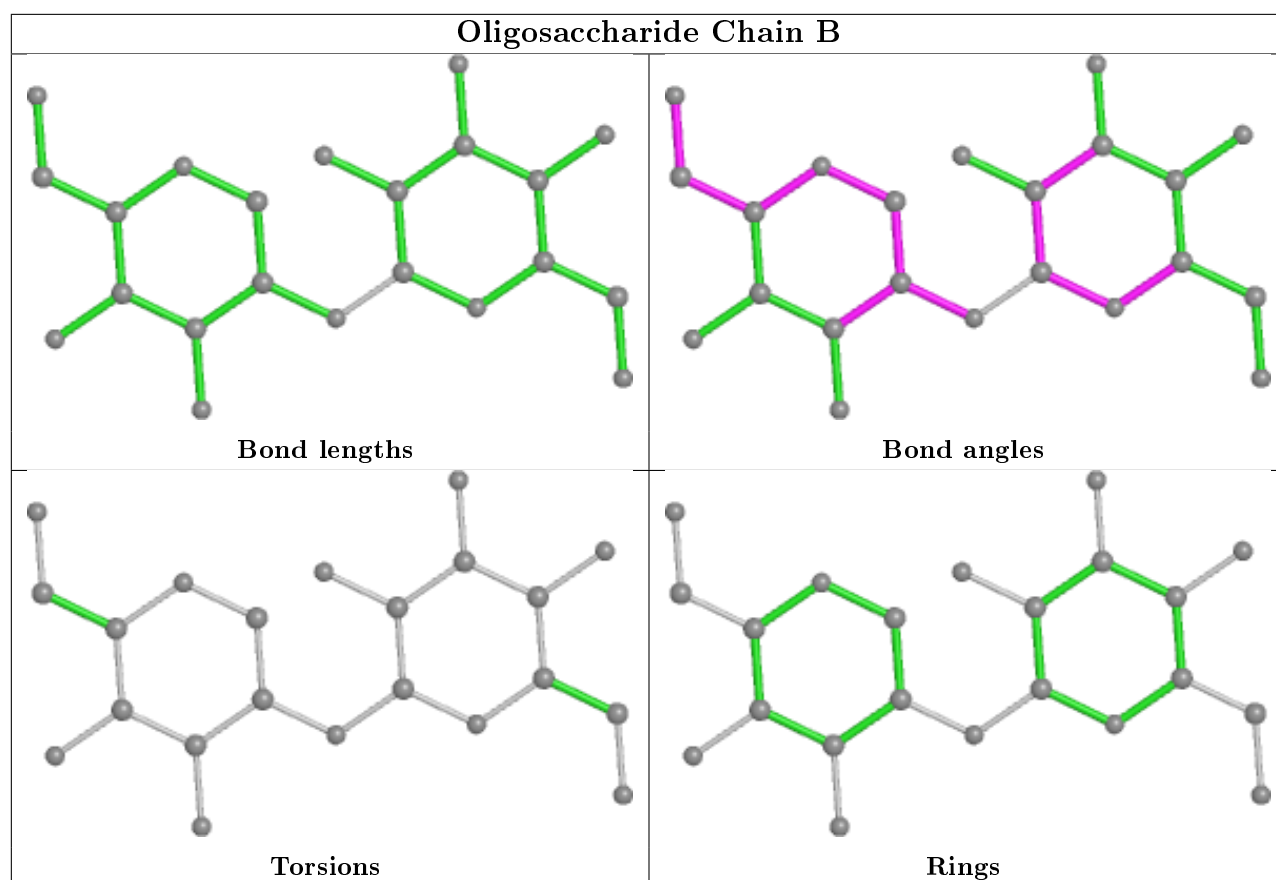 Oligosaccharide Chain B
Bond lengths
Bond angles
Torsions
Rings